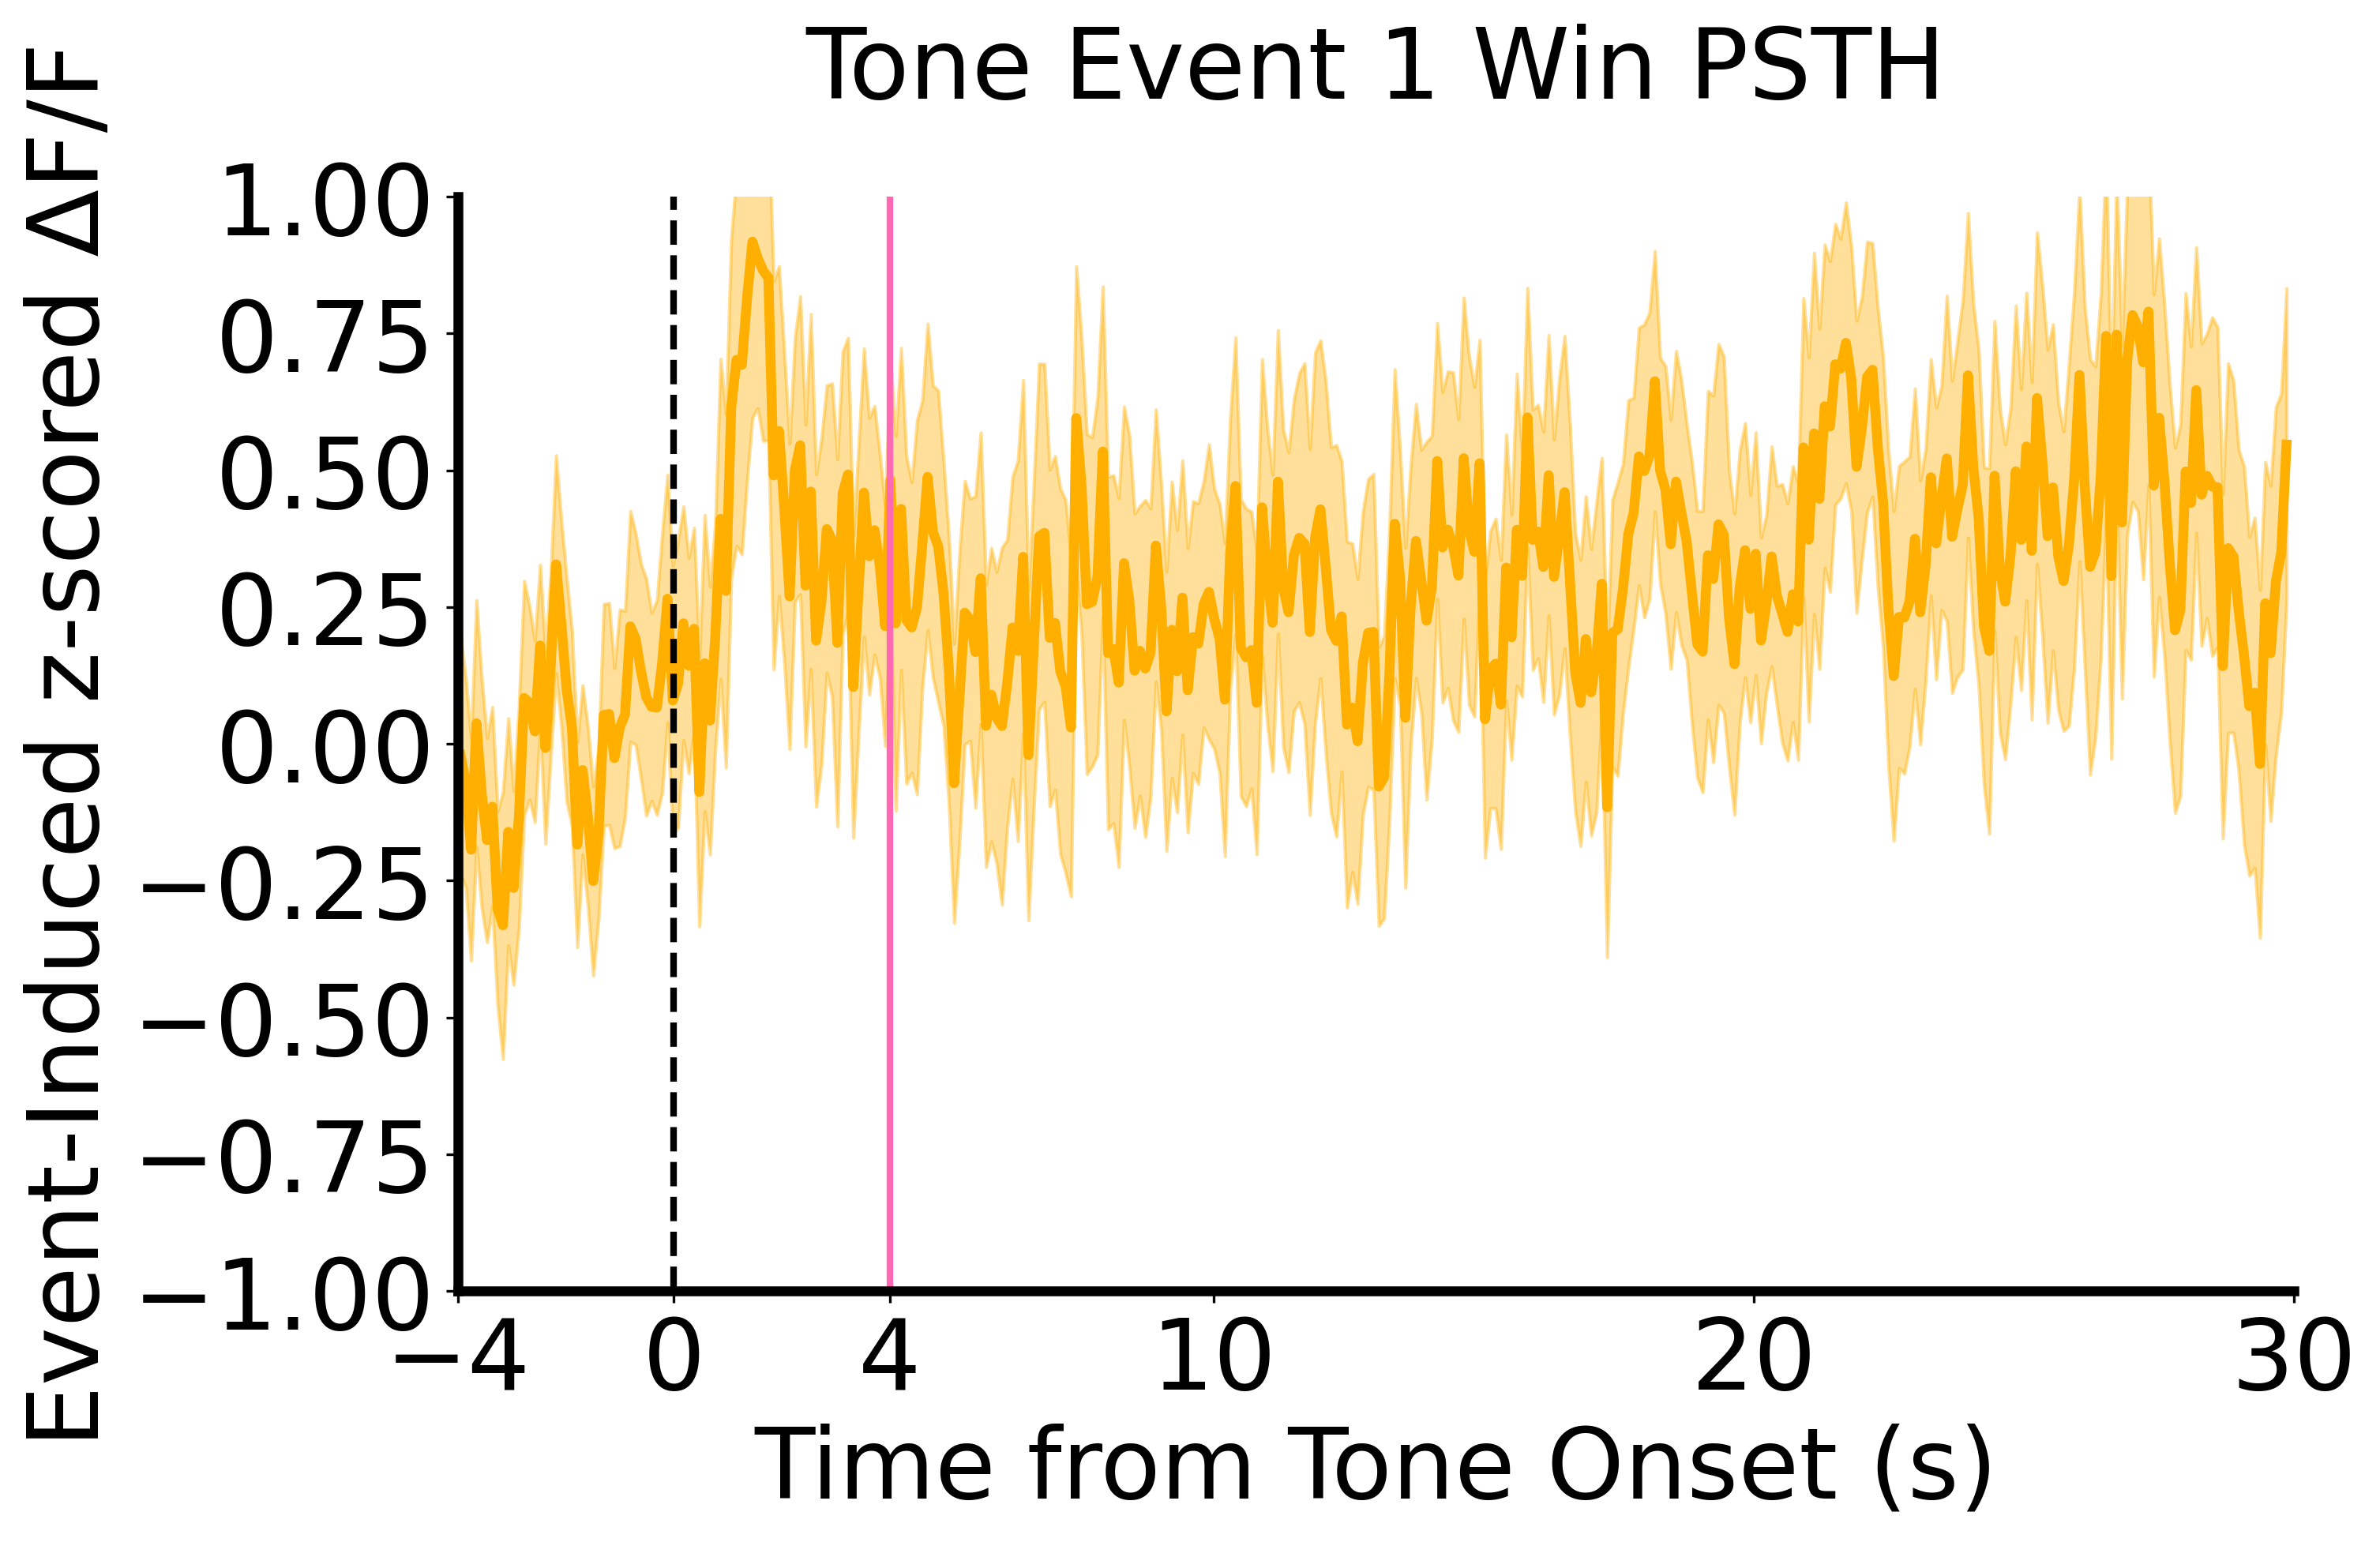 Tone Event 1 Win PSTH
Event-Induced z-scored ΔF/F
1.00
0.75
0.50
0.25
0.00
−0.25
−0.50
−0.75
−1.00
−4 0 4 10 20 30
Time from Tone Onset (s)